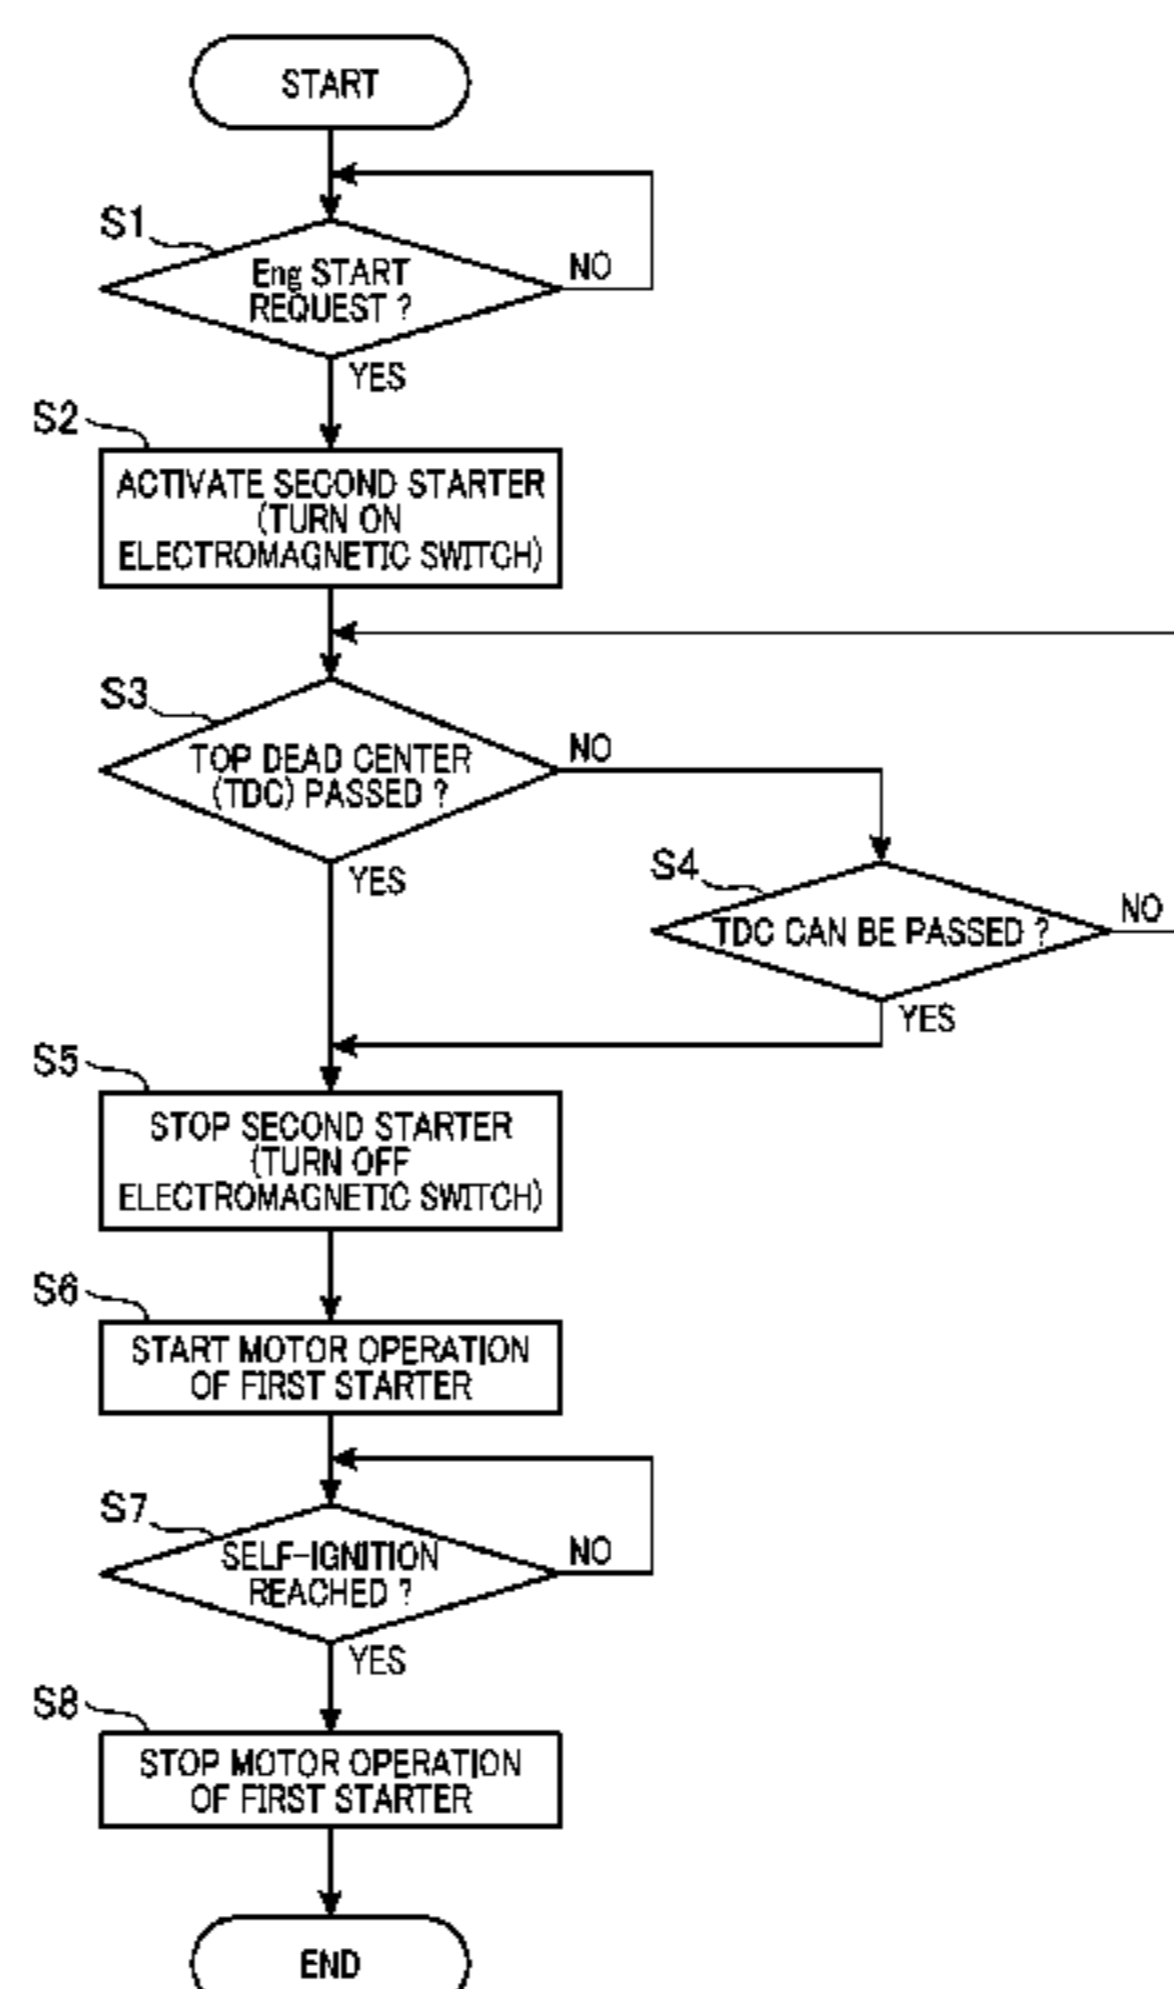 START
S1
Eng START
REQUEST ?
NO
YES
S2
ACTIVATE SECOND STARTER
(TURN ON
ELECTROMAGNETIC SWITCH)
S3
TOP DEAD CENTER
(TDC) PASSED ?
NO
YES
S4
TDC CAN BE PASSED ?
NO
YES
S5
STOP SECOND STARTER
(TURN OFF
ELECTROMAGNETIC SWITCH)
S6
START MOTOR OPERATION
OF FIRST STARTER
S7
SELF-IGNITION
REACHED ?
NO
YES
S8
STOP MOTOR OPERATION
OF FIRST STARTER
END